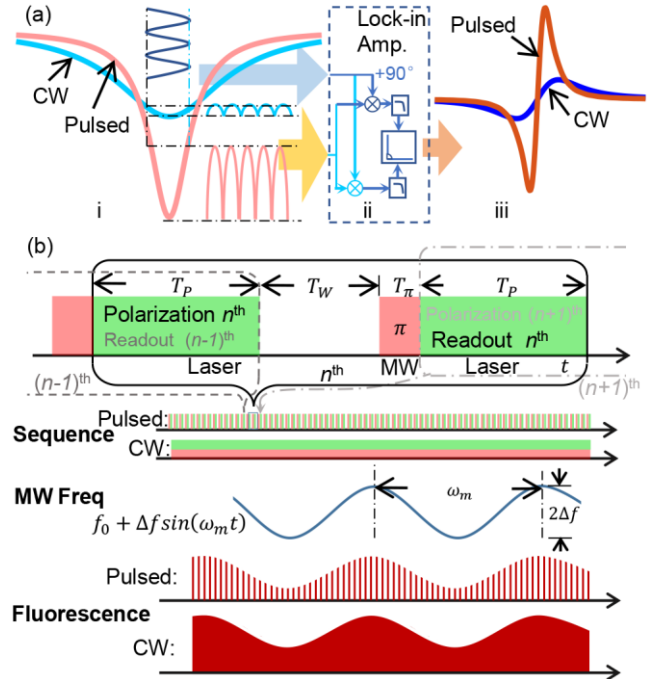 (a)
Lock-in
Amp.
Pulsed
+90°
CW
Pulsed
CW
i
ii
iii
(b)
T_P
T_W
T_π
T_P
Polarization n^th
Readout (n-1)^th
π
Polarization (n+1)^th
Readout n^th
Laser
n^th
MW
Laser
t
(n-1)^th
(n+1)^th
Pulsed:
Sequence
CW:
MW Freq
ω_m
2Δf
f_0 + Δfsin(ω_m t)
Pulsed:
Fluorescence
CW: